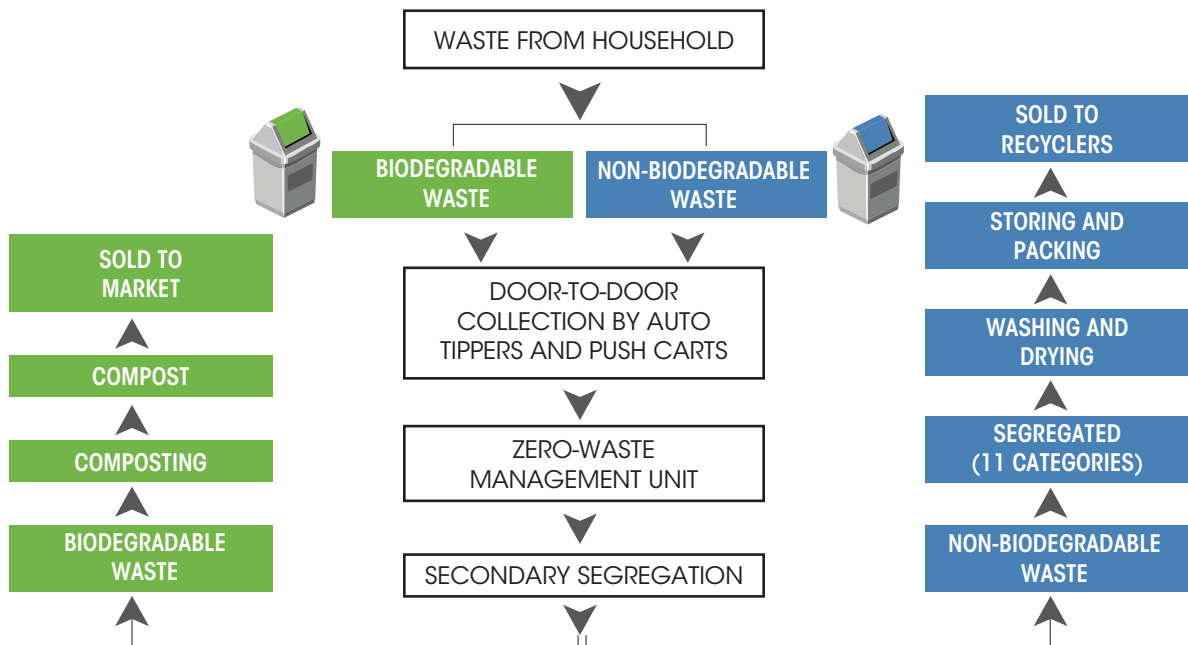 WASTE FROM HOUSEHOLD
BIODEGRADABLE
WASTE
NON-BIODEGRADABLE
WASTE
DOOR-TO-DOOR
COLLECTION BY AUTO
TIPPERS AND PUSH CARTS
ZERO-WASTE
MANAGEMENT UNIT
SECONDARY SEGREGATION
SOLD TO
MARKET
COMPOST
COMPOSTING
BIODEGRADABLE
WASTE
SOLD TO
RECYCLERS
STORING AND
PACKING
WASHING AND
DRYING
SEGREGATED
(11 CATEGORIES)
NON-BIODEGRADABLE
WASTE